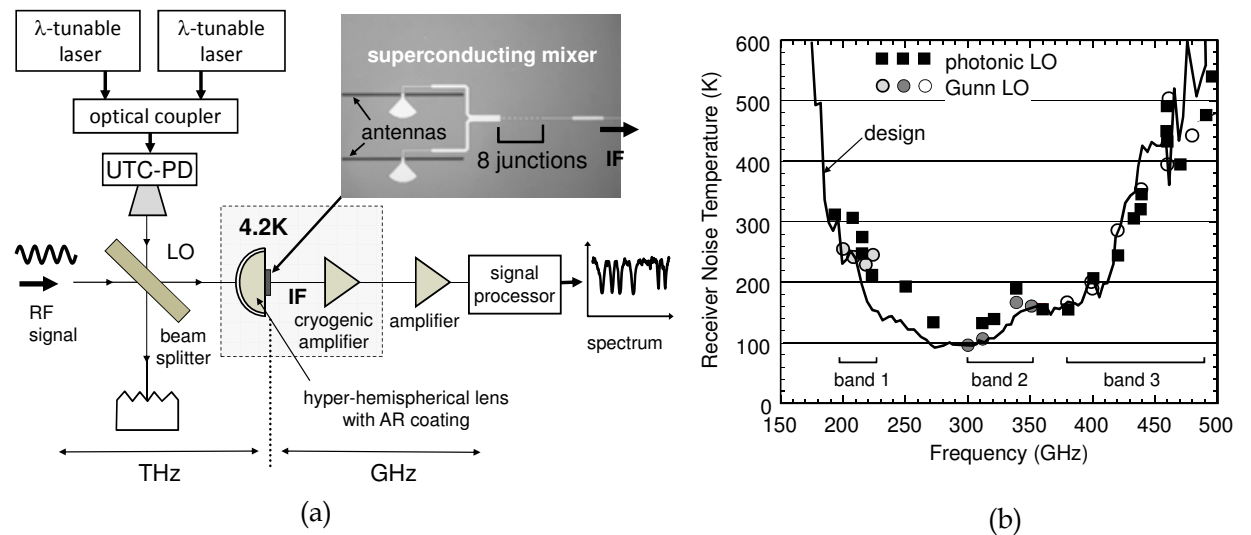 λ-tunable
laser
λ-tunable
laser
optical coupler
UTC-PD
superconducting mixer
antennas
8 junctions
IF
4.2K
LO
RF
signal
beam
splitter
IF
cryogenic
amplifier
amplifier
signal
processor
spectrum
hyper-hemispherical lens
with AR coating
THz
GHz
(a)
Receiver Noise Temperature (K)
600
500
400
300
200
100
0
photonic LO
Gunn LO
design
band 1
band 2
band 3
150 200 250 300 350 400 450 500
Frequency (GHz)
(b)